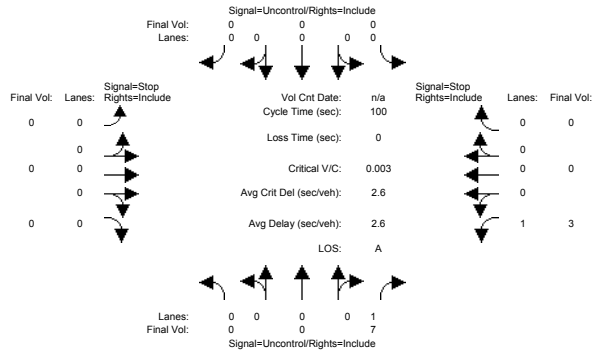 Signal=Uncontrol/Rights=Include
Final Vol: 0 0 0
Lanes: 0 0 0 0 0
Signal=Stop Signal=Stop
Final Vol: Lanes: Rights=Include Vol Cnt Date: n/a Rights=Include Lanes: Final Vol:
Cycle Time (sec): 100
0 0 0 0
Loss Time (sec): 0
0 0
0 0 Critical V/C: 0.003 0 0
0 Avg Crit Del (sec/veh): 2.6 0
0 0 Avg Delay (sec/veh): 2.6 1 3
LOS: A
Lanes: 0 0 0 0 1
Final Vol: 0 0 7
Signal=Uncontrol/Rights=Include